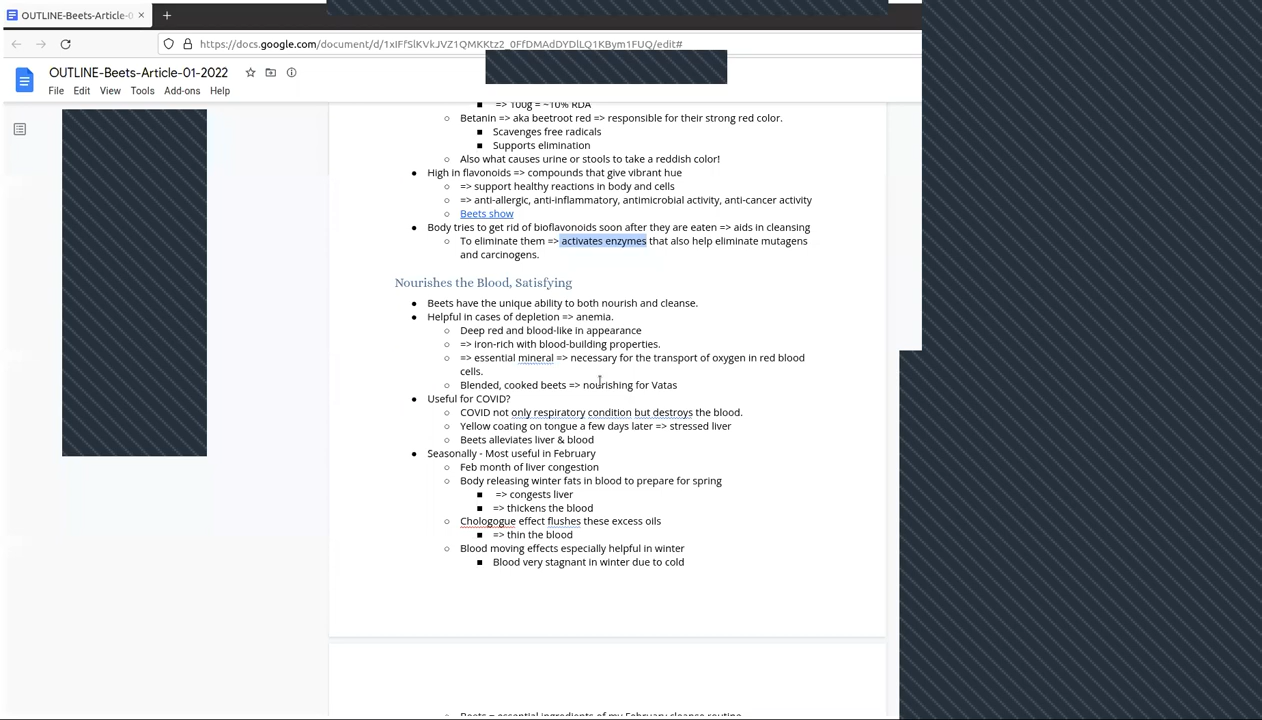 OUTLINE-Beets-Article-0
https://docs.google.com/document/d/1xIFfSlKVkJVZ1QMKKtz2_0FfDMAdDYDlLQ1KBym1FUQ/edit#
OUTLINE-Beets-Article-01-2022
File Edit View Tools Add-ons Help
■ => 100g = ~10% RDA
○ Betanin => aka beetroot red => responsible for their strong red color.
■ Scavenges free radicals
■ Supports elimination
○ Also what causes urine or stools to take a reddish color!
● High in flavonoids => compounds that give vibrant hue
○ => support healthy reactions in body and cells
○ => anti-allergic, anti-inflammatory, antimicrobial activity, anti-cancer activity
○ Beets show
● Body tries to get rid of bioflavonoids soon after they are eaten => aids in cleansing
○ To eliminate them => activates enzymes that also help eliminate mutagens
and carcinogens.
Nourishes the Blood, Satisfying
● Beets have the unique ability to both nourish and cleanse.
● Helpful in cases of depletion => anemia.
○ Deep red and blood-like in appearance
○ => iron-rich with blood-building properties.
○ => essential mineral => necessary for the transport of oxygen in red blood
cells.
○ Blended, cooked beets => nourishing for Vatas
● Useful for COVID?
○ COVID not only respiratory condition but destroys the blood.
○ Yellow coating on tongue a few days later => stressed liver
○ Beets alleviates liver & blood
● Seasonally - Most useful in February
○ Feb month of liver congestion
○ Body releasing winter fats in blood to prepare for spring
■ => congests liver
■ => thickens the blood
○ Chologogue effect flushes these excess oils
■ => thin the blood
○ Blood moving effects especially helpful in winter
■ Blood very stagnant in winter due to cold
○ Beets = essential ingredients of my February cleanse routine